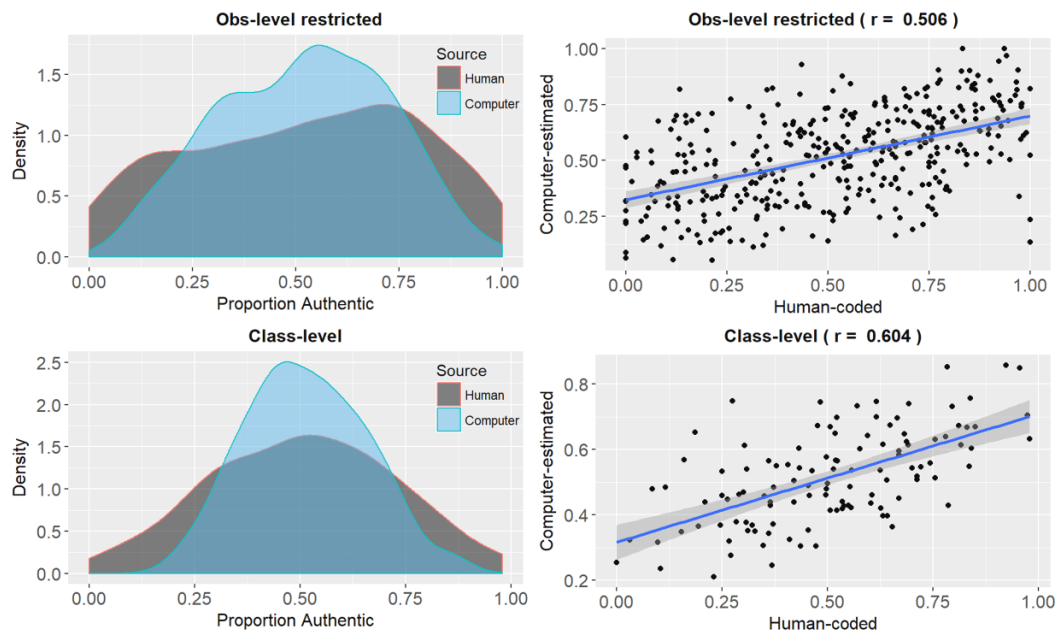 Obs-level restricted
Source
Human
Computer
1.5
1.0
0.5
0.0
Density
0.00 0.25 0.50 0.75 1.00
Proportion Authentic
Obs-level restricted ( r = 0.506 )
1.00
0.75
0.50
0.25
Computer-estimated
0.00 0.25 0.50 0.75 1.00
Human-coded
Class-level
Source
Human
Computer
2.5
2.0
1.5
1.0
0.5
0.0
Density
0.00 0.25 0.50 0.75 1.00
Proportion Authentic
Class-level ( r = 0.604 )
0.8
0.6
0.4
0.2
Computer-estimated
0.00 0.25 0.50 0.75 1.00
Human-coded